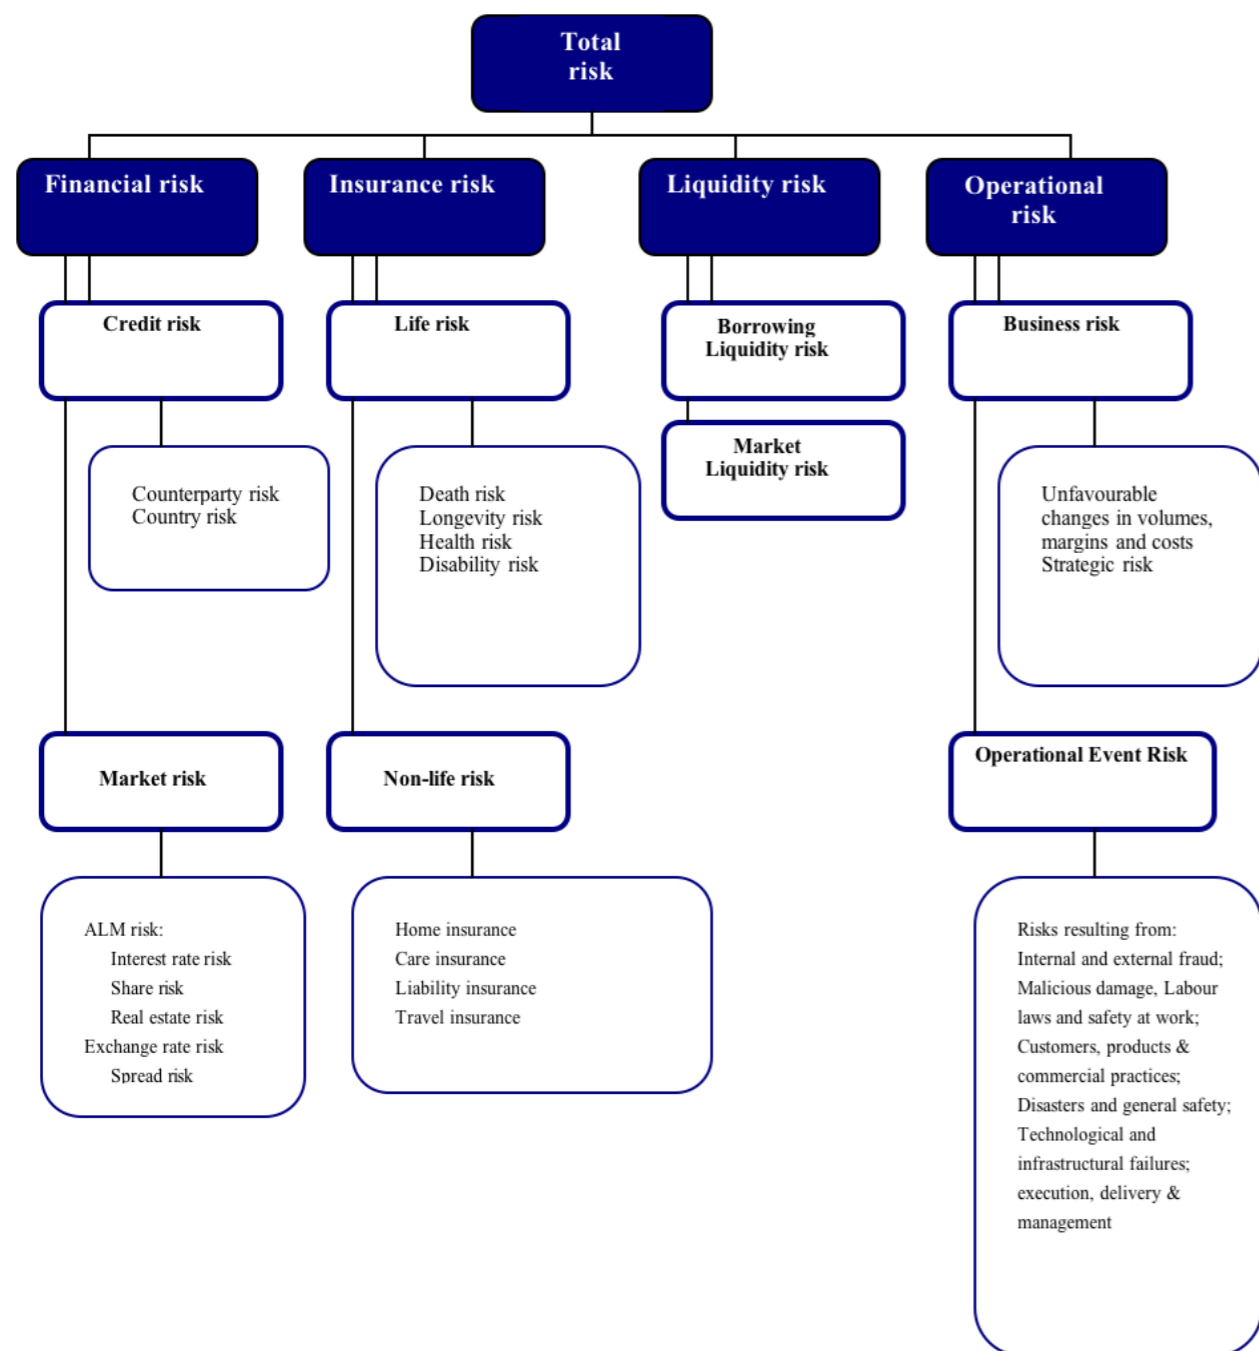 Total
risk
Financial risk
Insurance risk
Liquidity risk
Operational
risk
Credit risk
Life risk
Borrowing
Liquidity risk
Business risk
Market
Liquidity risk
Counterparty risk
Country risk
Death risk
Longevity risk
Health risk
Disability risk
Unfavourable
changes in volumes,
margins and costs
Strategic risk
Market risk
Non-life risk
Operational Event Risk
ALM risk:
Interest rate risk
Share risk
Real estate risk
Exchange rate risk
Spread risk
Home insurance
Care insurance
Liability insurance
Travel insurance
Risks resulting from:
Internal and external fraud;
Malicious damage, Labour
laws and safety at work;
Customers, products &
commercial practices;
Disasters and general safety;
Technological and
infrastructural failures;
execution, delivery &
management